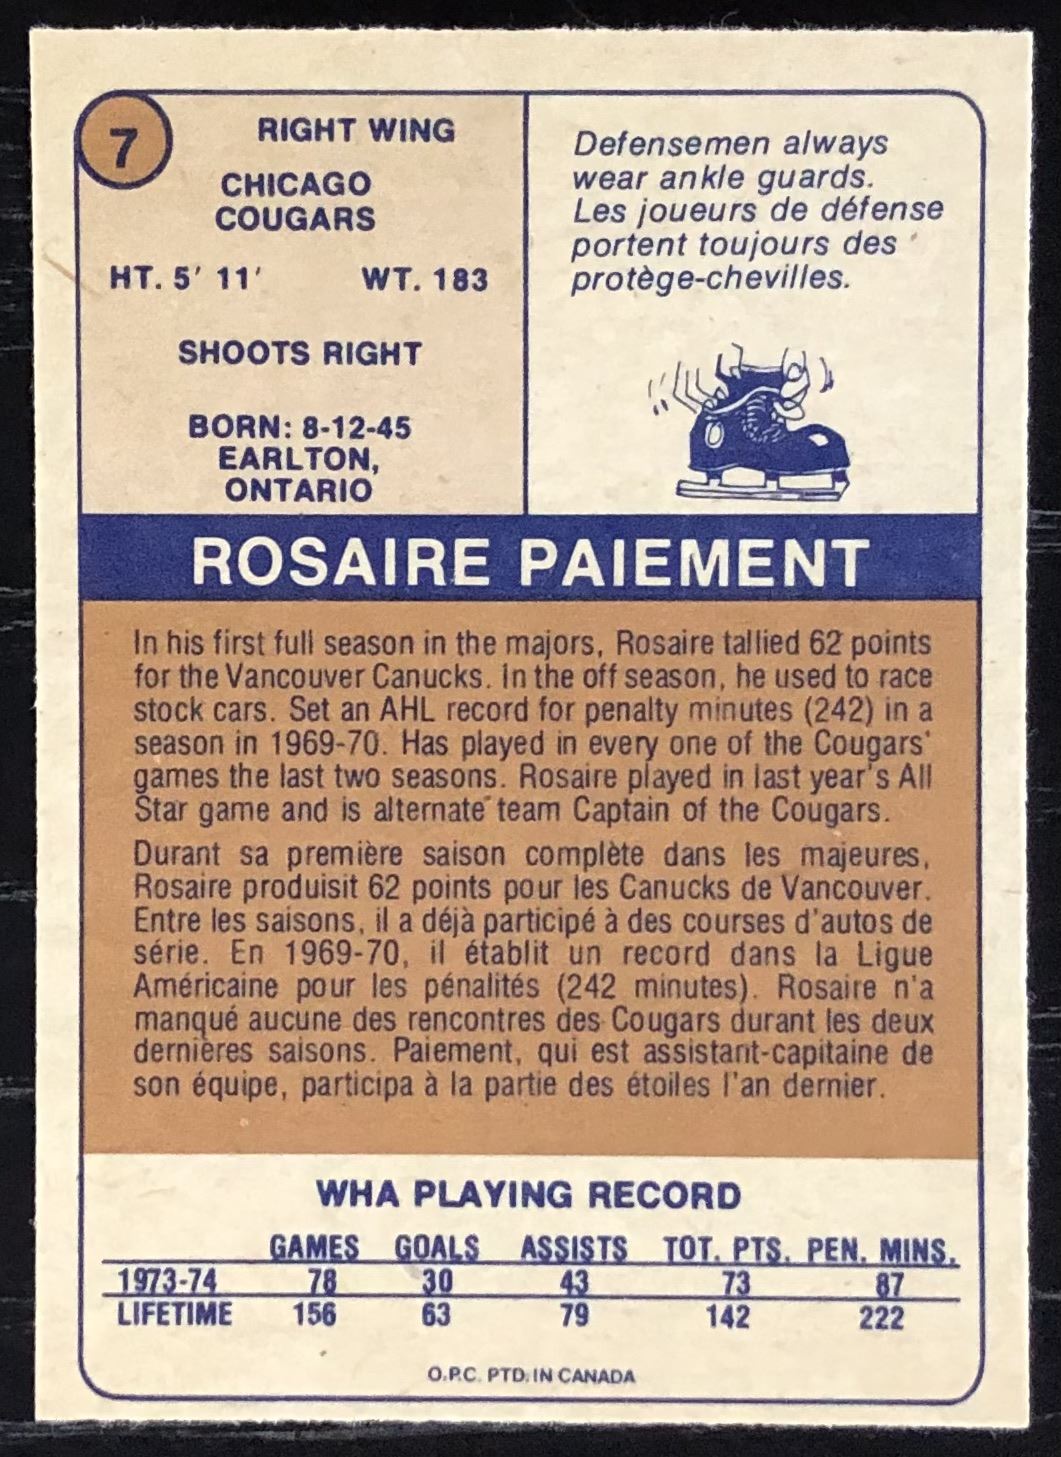 7
RIGHT WING
CHICAGO
COUGARS
HT. 5' 11' WT. 183
SHOOTS RIGHT
BORN: 8-12-45
EARLTON,
ONTARIO
Defensemen always
wear ankle guards.
Les joueurs de défense
portent toujours des
protège-chevilles.
ROSAIRE PAIEMENT
In his first full season in the majors, Rosaire tallied 62 points
for the Vancouver Canucks. In the off season, he used to race
stock cars. Set an AHL record for penalty minutes (242) in a
season in 1969-70. Has played in every one of the Cougars'
games the last two seasons. Rosaire played in last year's All
Star game and is alternate team Captain of the Cougars.
Durant sa première saison complète dans les majeures,
Rosaire produisit 62 points pour les Canucks de Vancouver.
Entre les saisons, il a déjà participé à des courses d'autos de
série. En 1969-70, il établit un record dans la Ligue
Américaine pour les pénalités (242 minutes). Rosaire n'a
manqué aucune des rencontres des Cougars durant les deux
dernières saisons. Paiement, qui est assistant-capitaine de
son équipe, participa à la partie des étoiles l'an dernier.
WHA PLAYING RECORD
GAMES GOALS ASSISTS TOT. PTS. PEN. MINS.
1973-74 78 30 43 73 87
LIFETIME 156 63 79 142 222
O.P.C. PTD. IN CANADA